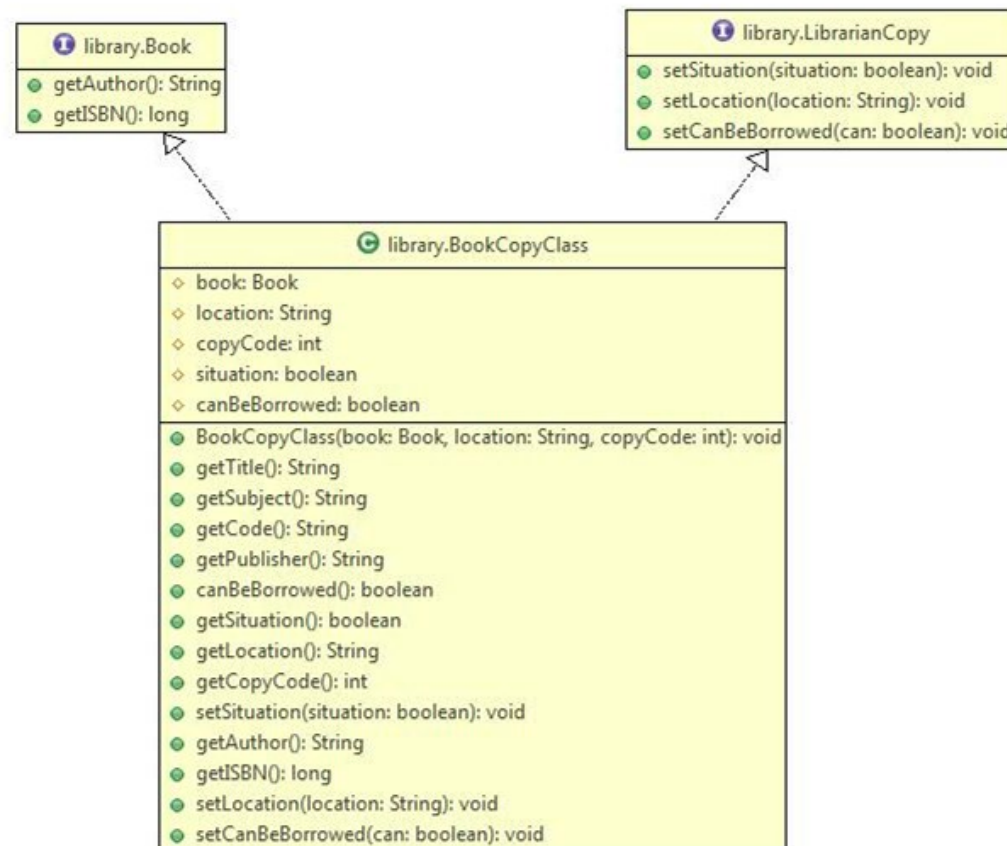 library.Book
getAuthor(): String
getISBN(): long
library.LibrarianCopy
setSituation(situation: boolean): void
setLocation(location: String): void
setCanBeBorrowed(can: boolean): void
library.BookCopyClass
book: Book
location: String
copyCode: int
situation: boolean
canBeBorrowed: boolean
BookCopyClass(book: Book, location: String, copyCode: int): void
getTitle(): String
getSubject(): String
getCode(): String
getPublisher(): String
canBeBorrowed(): boolean
getSituation(): boolean
getLocation(): String
getCopyCode(): int
setSituation(situation: boolean): void
getAuthor(): String
getISBN(): long
setLocation(location: String): void
setCanBeBorrowed(can: boolean): void